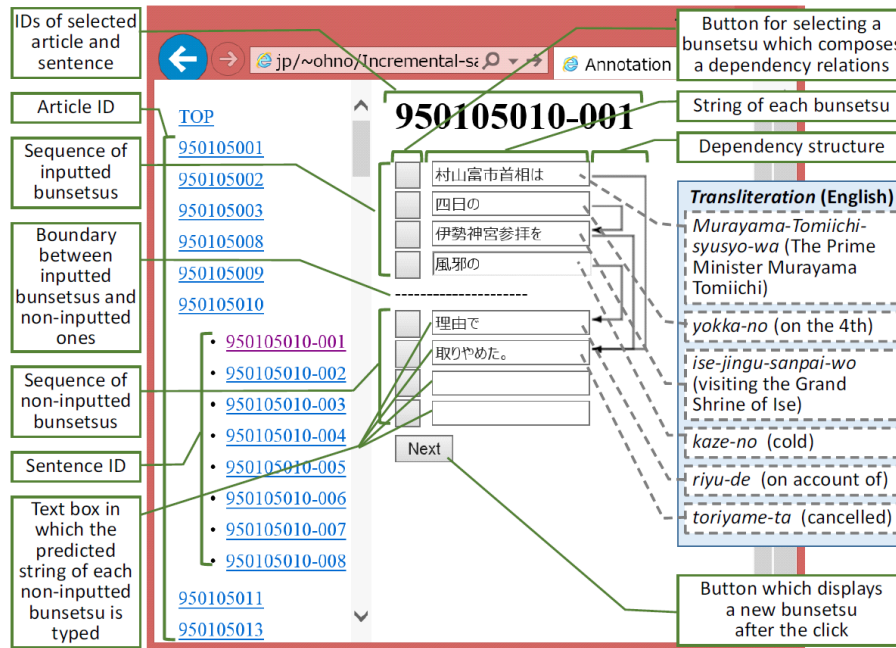 IDs of selected
article and
sentence
Article ID
Sequence of
inputted
bunsetsus
Boundary
between
inputted
bunsetsus and
non-inputted
ones
Sequence of
non-inputted
bunsetsus
Sentence ID
Text box in
which the
predicted
string of each
non-inputted
bunsetsu is
typed
jp/~ohno/Incremental-sa
Annotation
TOP
950105001
950105002
950105003
950105008
950105009
950105010
• 950105010-001
• 950105010-002
• 950105010-003
• 950105010-004
• 950105010-005
• 950105010-006
• 950105010-007
• 950105010-008
950105011
950105013
950105010-001
村山富市首相は
四日の
伊勢神宮参拝を
風邪の
---------------------
理由で
取りやめた。
Next
Button for selecting a
bunsetsu which composes
a dependency relations
String of each bunsetsu
Dependency structure
Transliteration (English)
Murayama-Tomiichi-
syusyo-wa (The Prime
Minister Murayama
Tomiichi)
yokka-no (on the 4th)
ise-jingu-sanpai-wo
(visiting the Grand
Shrine of Ise)
kaze-no (cold)
riyu-de (on account of)
toriyame-ta (cancelled)
Button which displays
a new bunsetsu
after the click